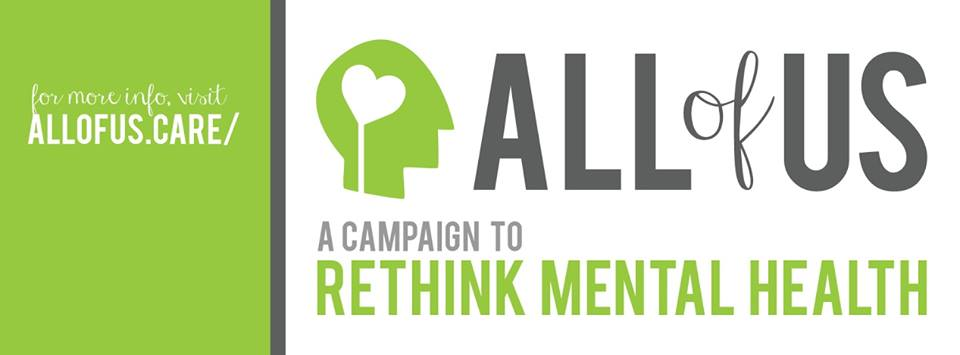 for more info, visit
ALLOFUS.CARE/
ALL of US
A CAMPAIGN TO
RETHINK MENTAL HEALTH